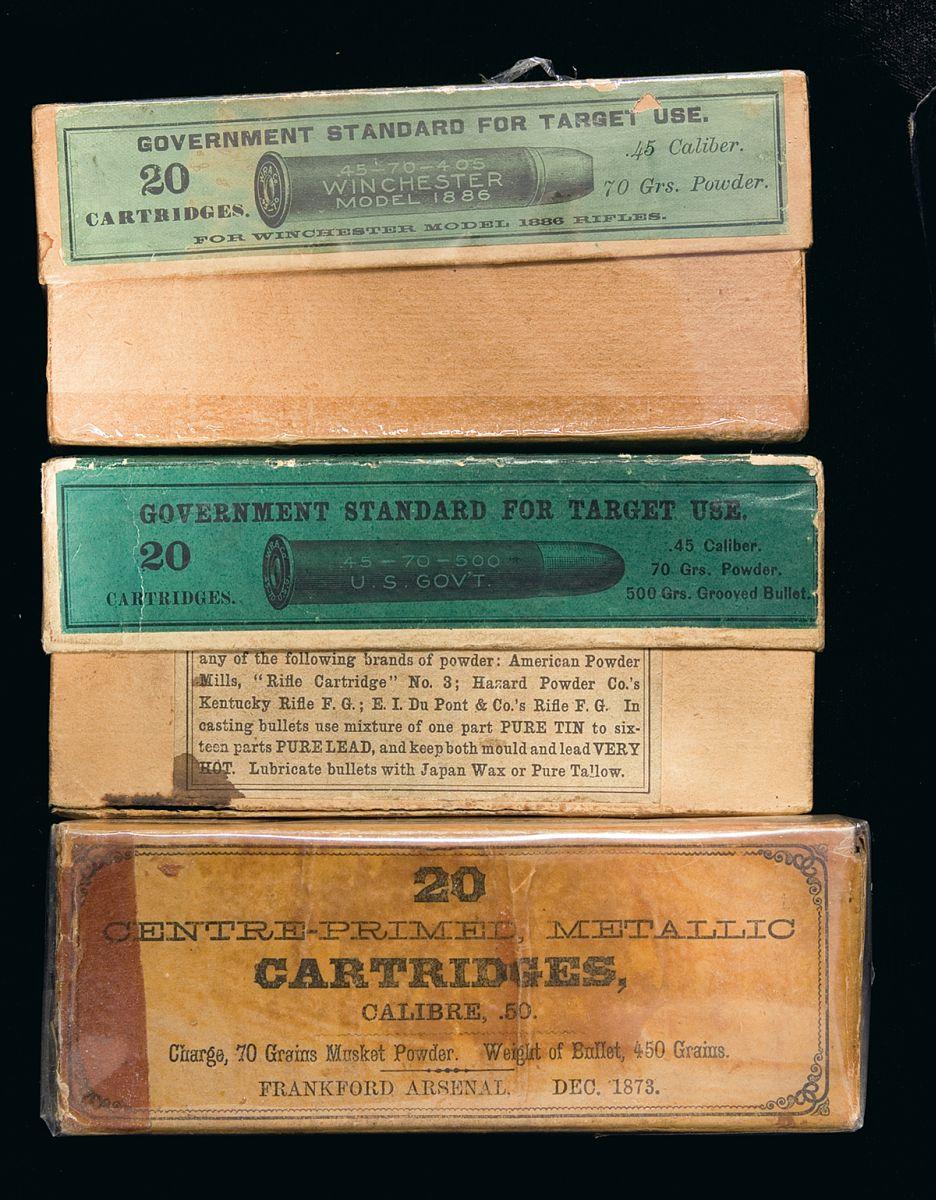 GOVERNMENT STANDARD FOR TARGET USE.
20
CARTRIDGES.
.45-70-405
WINCHESTER
MODEL 1886
.45 Caliber.
70 Grs. Powder.
FOR WINCHESTER MODEL 1886 RIFLES.
GOVERNMENT STANDARD FOR TARGET USE.
20
CARTRIDGES.
45-70-500
U.S. GOV'T.
.45 Caliber.
70 Grs. Powder.
500 Grs. Grooved Bullet.
any of the following brands of powder: American Powder
Mills, "Rifle Cartridge" No. 3; Hazard Powder Co.'s
Kentucky Rifle F. G.; E. I. Du Pont & Co.'s Rifle F. G. In
casting bullets use mixture of one part PURE TIN to six-
teen parts PURE LEAD, and keep both mould and lead VERY
HOT. Lubricate bullets with Japan Wax or Pure Tallow.
20
CENTRE-PRIMED, METALLIC
CARTRIDGES,
CALIBRE, .50.
Charge, 70 Grains Musket Powder. Weight of Bullet, 450 Grains.
FRANKFORD ARSENAL, DEC. 1873.